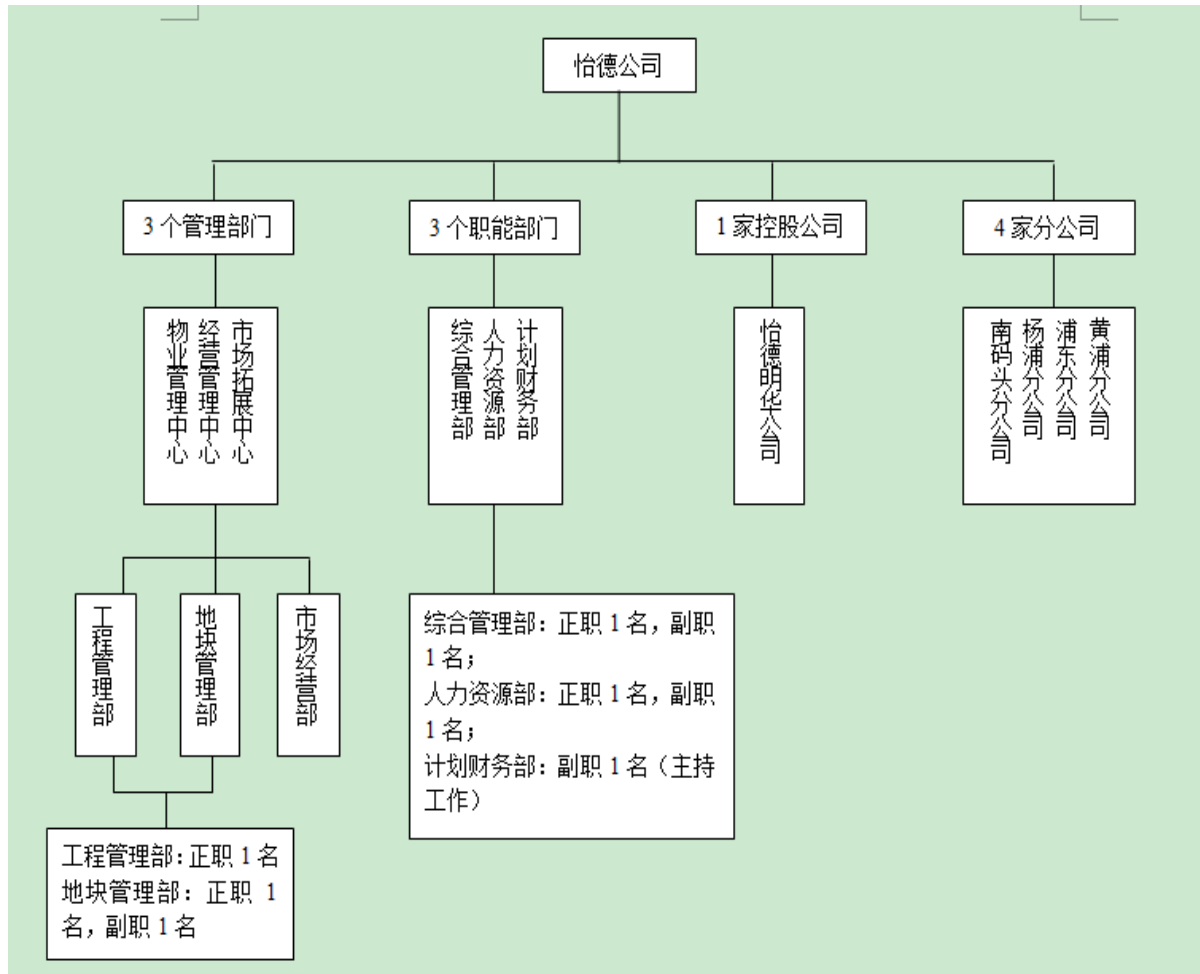 怡德公司
3 个管理部门
3 个职能部门
1 家控股公司
4 家分公司
物业管理中心
经营管理中心
市场拓展中心
综合管理部
人力资源部
计划财务部
怡德明华公司
南码头分公司
杨浦分公司
浦东分公司
黄浦分公司
工程管理部
地块管理部
市场经营部
综合管理部：正职 1 名，副职
1 名；
人力资源部：正职 1 名，副职
1 名；
计划财务部：副职 1 名（主持
工作）
工程管理部：正职 1 名
地块管理部：正职 1
名，副职 1 名